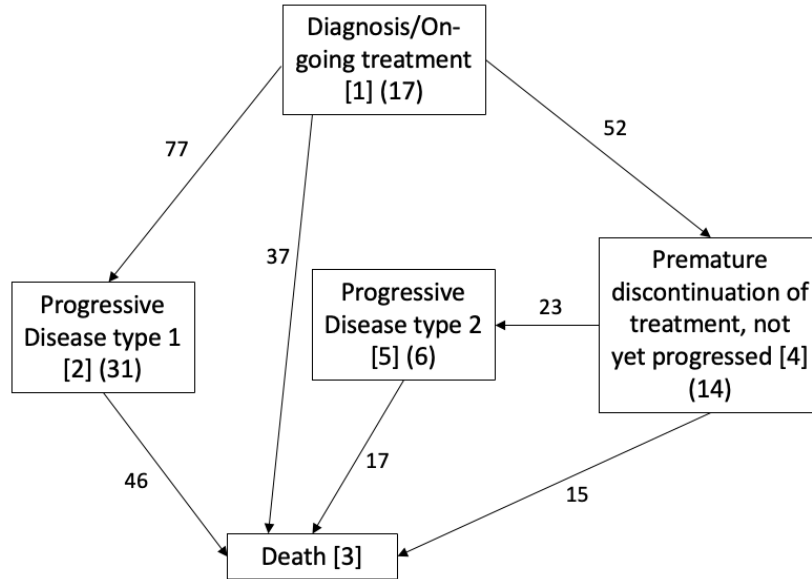 Diagnosis/On-
going treatment
[1] (17)
77
52
37
Progressive
Disease type 1
[2] (31)
Progressive
Disease type 2
[5] (6)
23
Premature
discontinuation of
treatment, not
yet progressed [4]
(14)
46
17
15
Death [3]